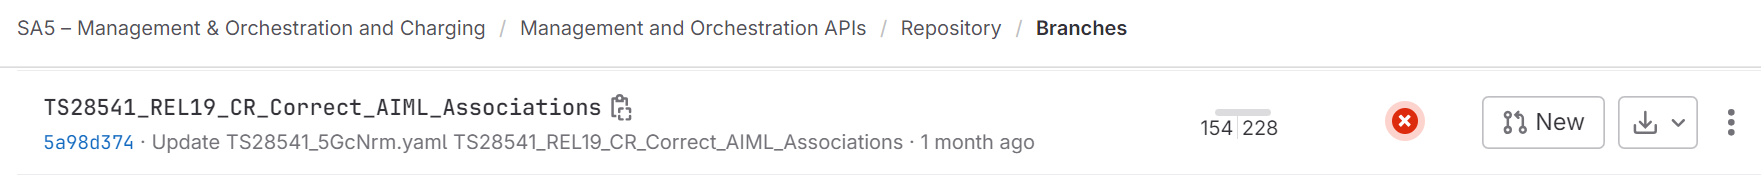 SA5 – Management & Orchestration and Charging / Management and Orchestration APIs / Repository / Branches
TS28541_REL19_CR_Correct_AIML_Associations
154 228
New
5a98d374 · Update TS28541_5GcNrm.yaml TS28541_REL19_CR_Correct_AIML_Associations · 1 month ago